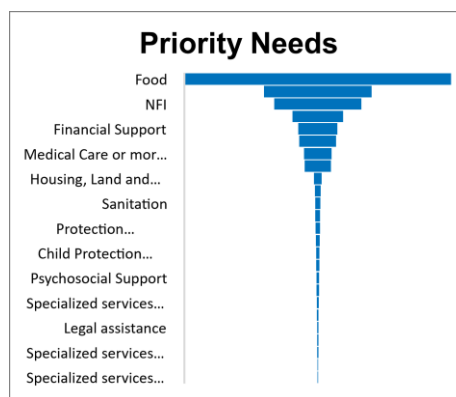 Priority Needs
Food
NFI
Financial Support
Medical Care or mor...
Housing, Land and...
Sanitation
Protection...
Child Protection...
Psychosocial Support
Specialized services...
Legal assistance
Specialized services...
Specialized services...